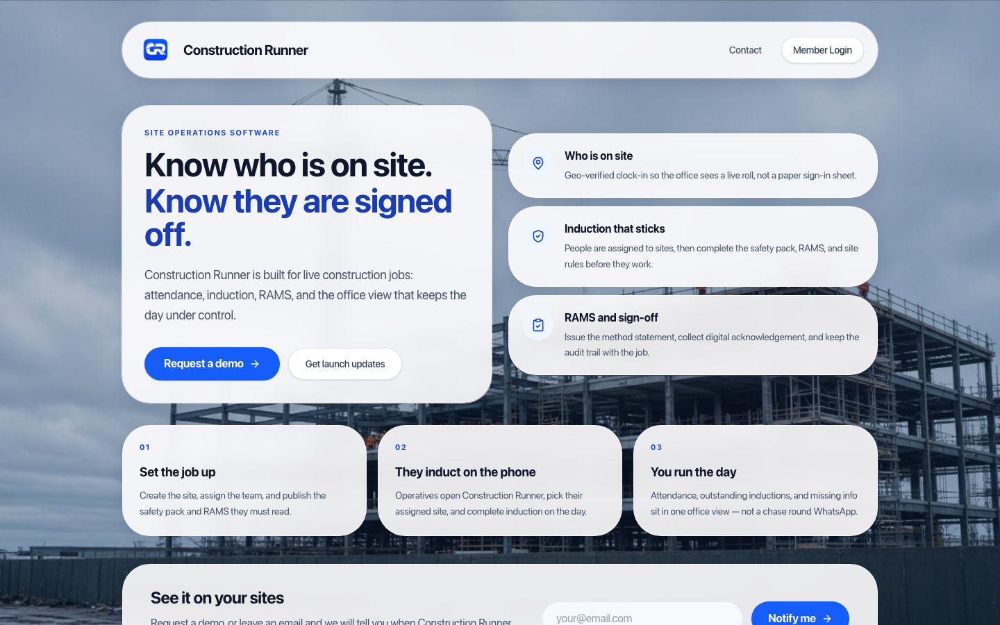 CR
Construction Runner
Contact
Member Login
SITE OPERATIONS SOFTWARE
Know who is on site.
Know they are signed
off.
Construction Runner is built for live construction jobs:
attendance, induction, RAMS, and the office view that keeps the
day under control.
Request a demo
Get launch updates
Who is on site
Geo-verified clock-in so the office sees a live roll, not a paper sign-in sheet.
Induction that sticks
People are assigned to sites, then complete the safety pack, RAMS, and site
rules before they work.
RAMS and sign-off
Issue the method statement, collect digital acknowledgement, and keep the
audit trail with the job.
01
Set the job up
Create the site, assign the team, and publish the
safety pack and RAMS they must read.
02
They induct on the phone
Operatives open Construction Runner, pick their
assigned site, and complete induction on the day.
03
You run the day
Attendance, outstanding inductions, and missing info
sit in one office view — not a chase round WhatsApp.
See it on your sites
Request a demo, or leave an email and we will tell you when Construction Runner
your@email.com
Notify me